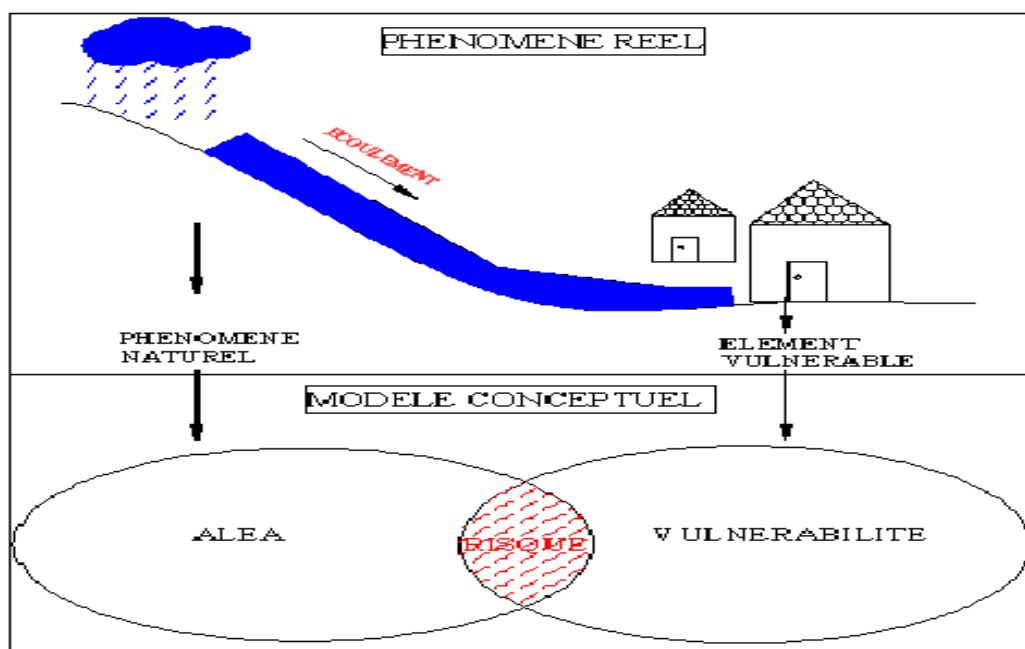 PHENOMENE REEL
ECOULEMENT
PHENOMENE
NATUREL
ELEMENT
VULNERABLE
MODELE CONCEPTUEL
ALEA
RISQUE
VULNERABILITE